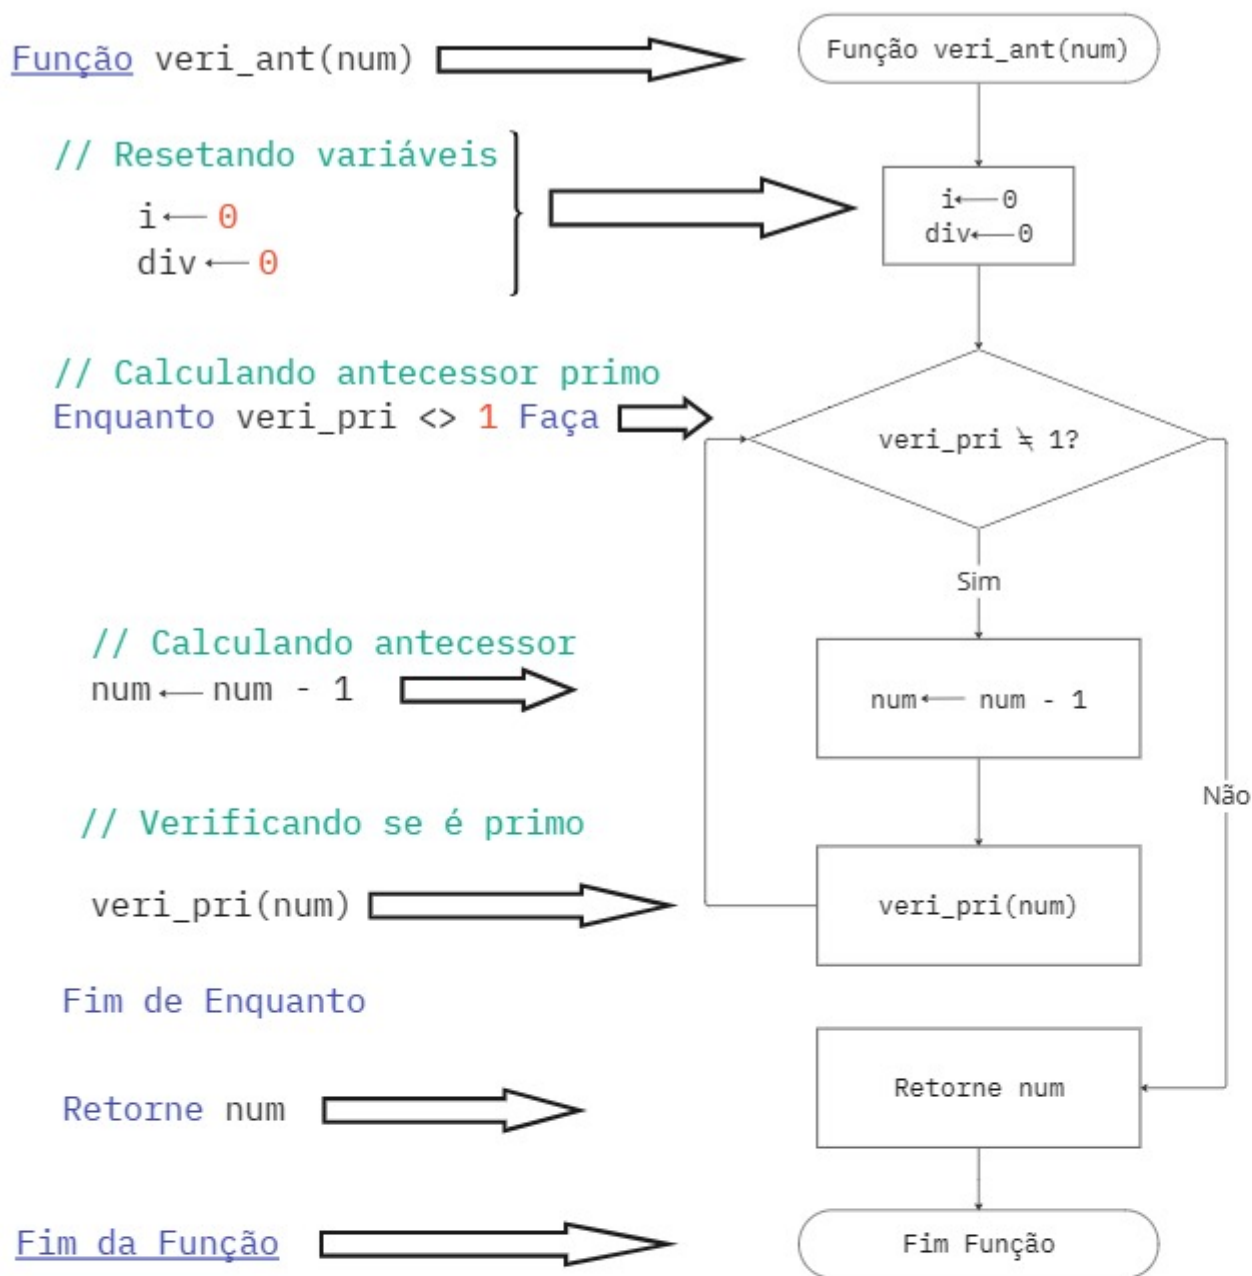 Função veri_ant(num)
// Resetando variáveis
i ← 0
div ← 0
// Calculando antecessor primo
Enquanto veri_pri <> 1 Faça
// Calculando antecessor
num ← num - 1
// Verificando se é primo
veri_pri(num)
Fim de Enquanto
Retorne num
Fim da Função
Função veri_ant(num)
i ← 0
div ← 0
veri_pri ≠ 1?
Sim
num ← num - 1
Não
veri_pri(num)
Retorne num
Fim Função